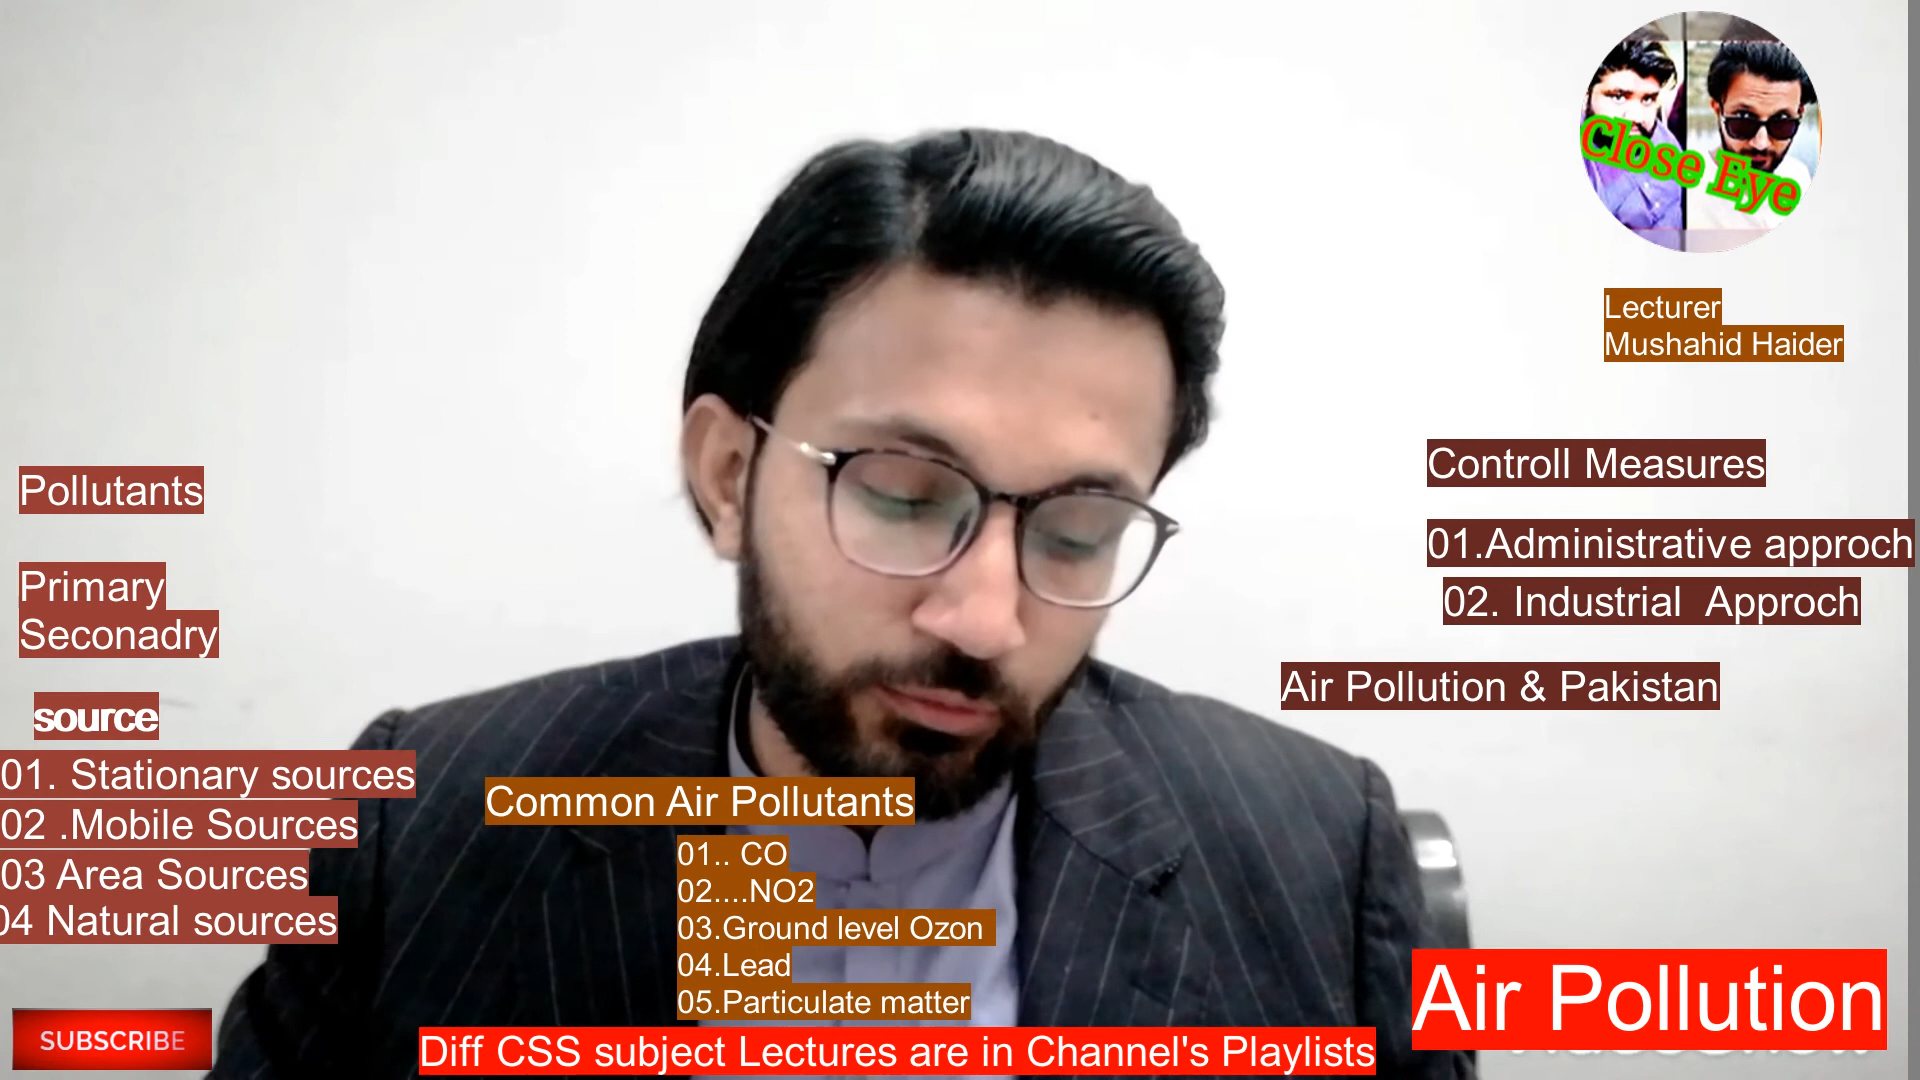 Close Eye
Lecturer
Mushahid Haider
Pollutants
Primary
Seconadry
source
01. Stationary sources
02 .Mobile Sources
03 Area Sources
04 Natural sources
SUBSCRIBE
Common Air Pollutants
01.. CO
02....NO2
03.Ground level Ozon
04.Lead
05.Particulate matter
Diff CSS subject Lectures are in Channel's Playlists
Controll Measures
01.Administrative approch
02. Industrial  Approch
Air Pollution & Pakistan
Air Pollution